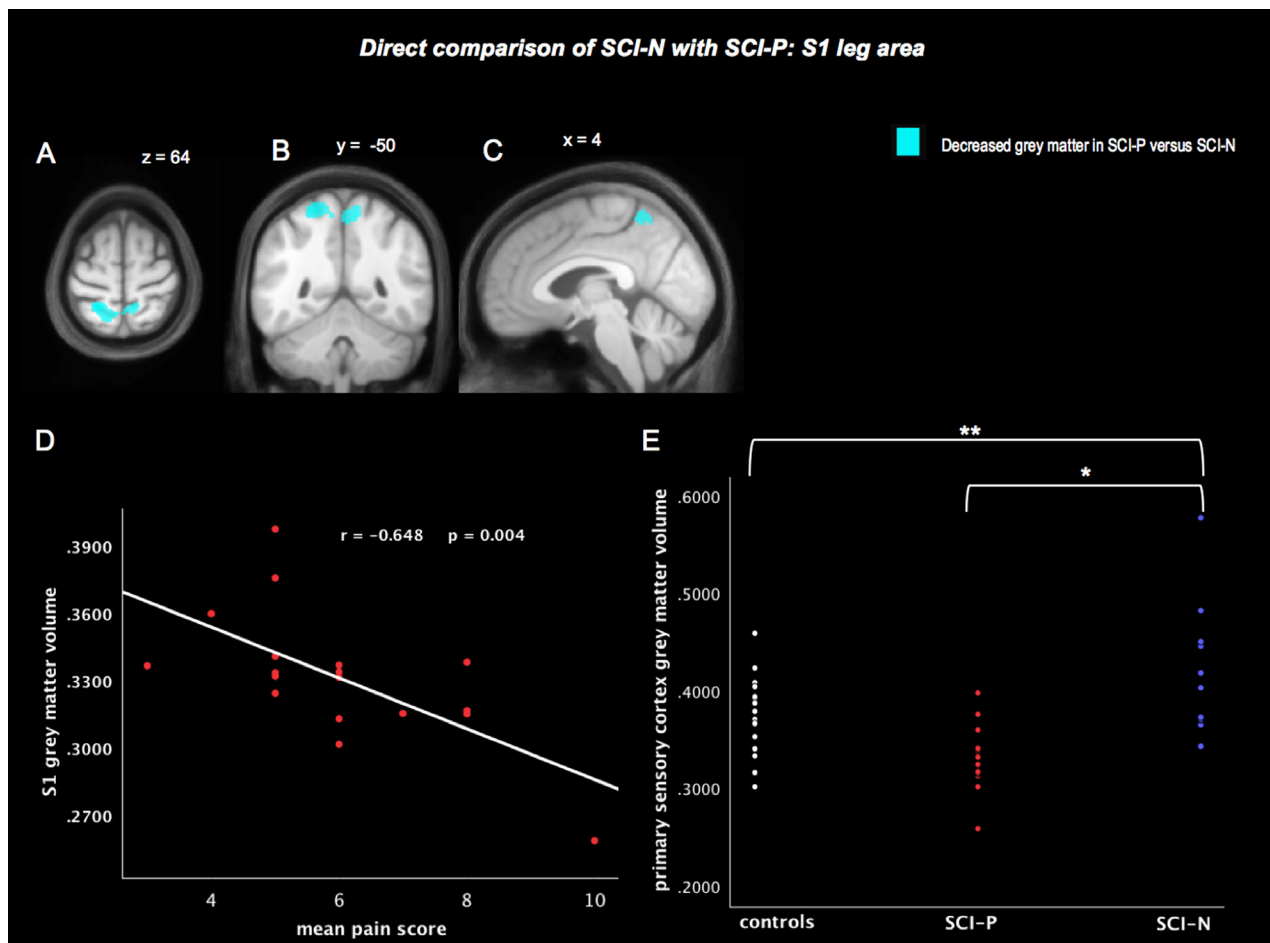 Direct comparison of SCI-N with SCI-P: S1 leg area
A
z = 64
B
y = -50
C
x = 4
Decreased grey matter in SCI-P versus SCI-N
D
r = −0.648 p = 0.004
S1 grey matter volume
.3900
.3600
.3300
.3000
.2700
4 6 8 10
mean pain score
E
**
*
primary sensory cortex grey matter volume
.6000
.5000
.4000
.3000
.2000
controls SCI−P SCI−N